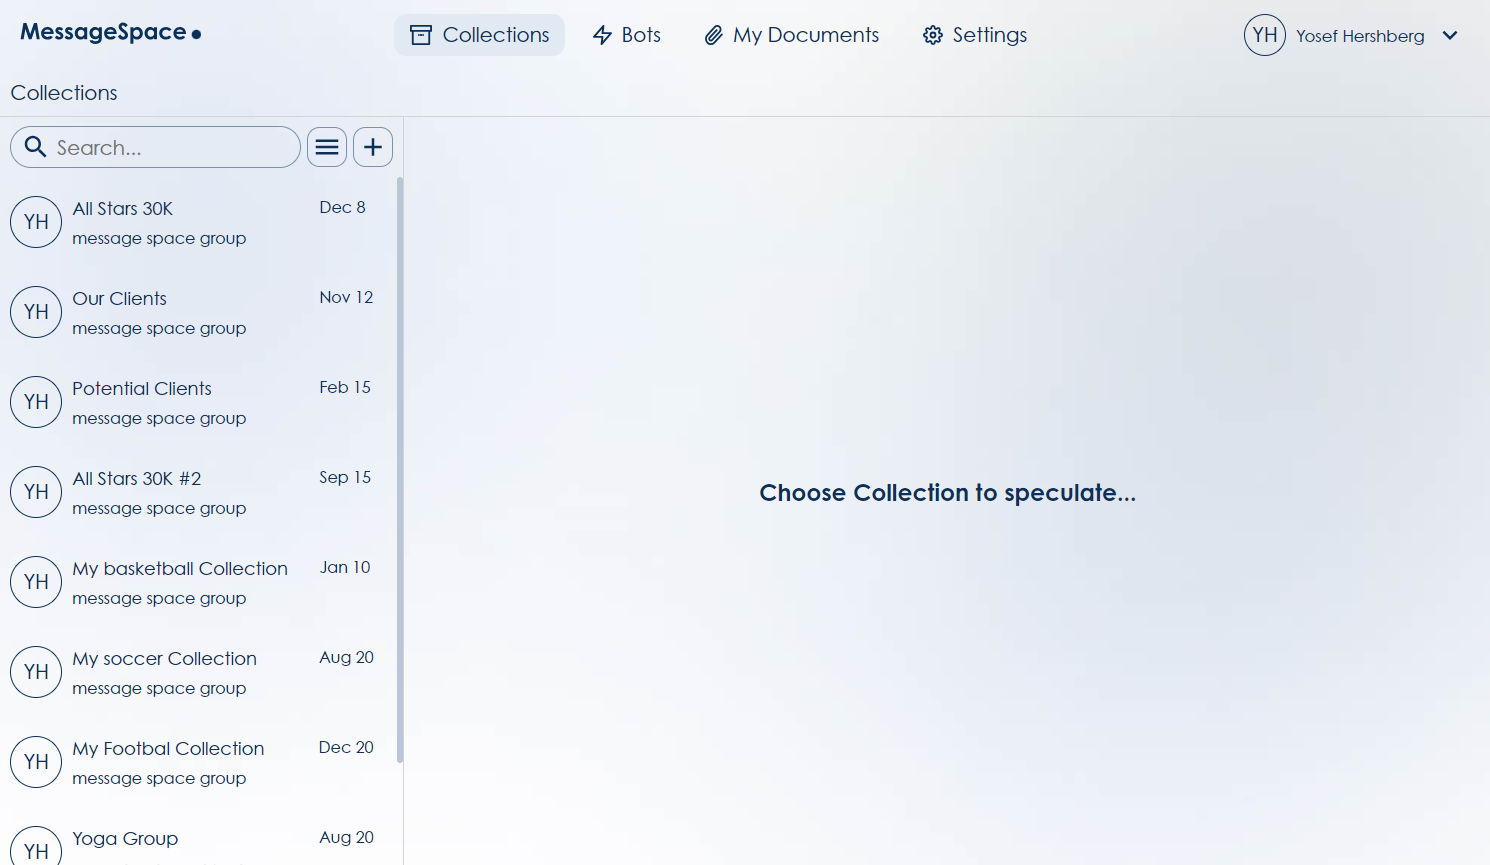 MessageSpace
Collections
Bots
My Documents
Settings
YH
Yosef Hershberg
Collections
Search...
YH
All Stars 30K
Dec 8
message space group
YH
Our Clients
Nov 12
message space group
YH
Potential Clients
Feb 15
message space group
YH
All Stars 30K #2
Sep 15
message space group
YH
My basketball Collection
Jan 10
message space group
YH
My soccer Collection
Aug 20
message space group
YH
My Footbal Collection
Dec 20
message space group
YH
Yoga Group
Aug 20
Choose Collection to speculate...